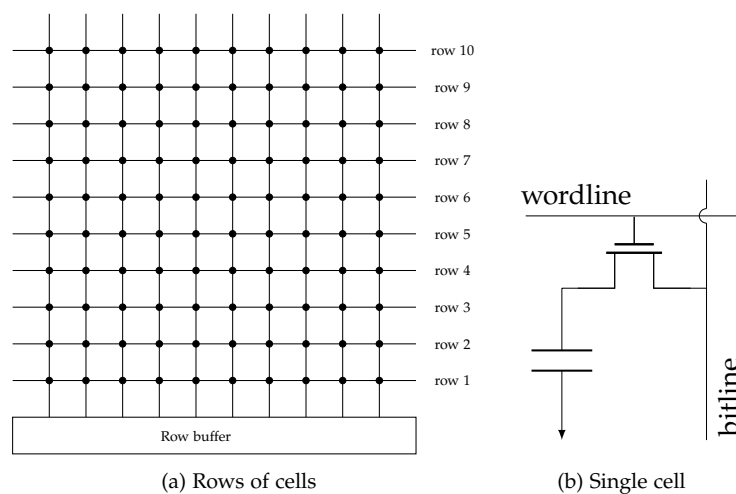 row 10
row 9
row 8
row 7
row 6
row 5
row 4
row 3
row 2
row 1
Row buffer
(a) Rows of cells
wordline
bitline
(b) Single cell